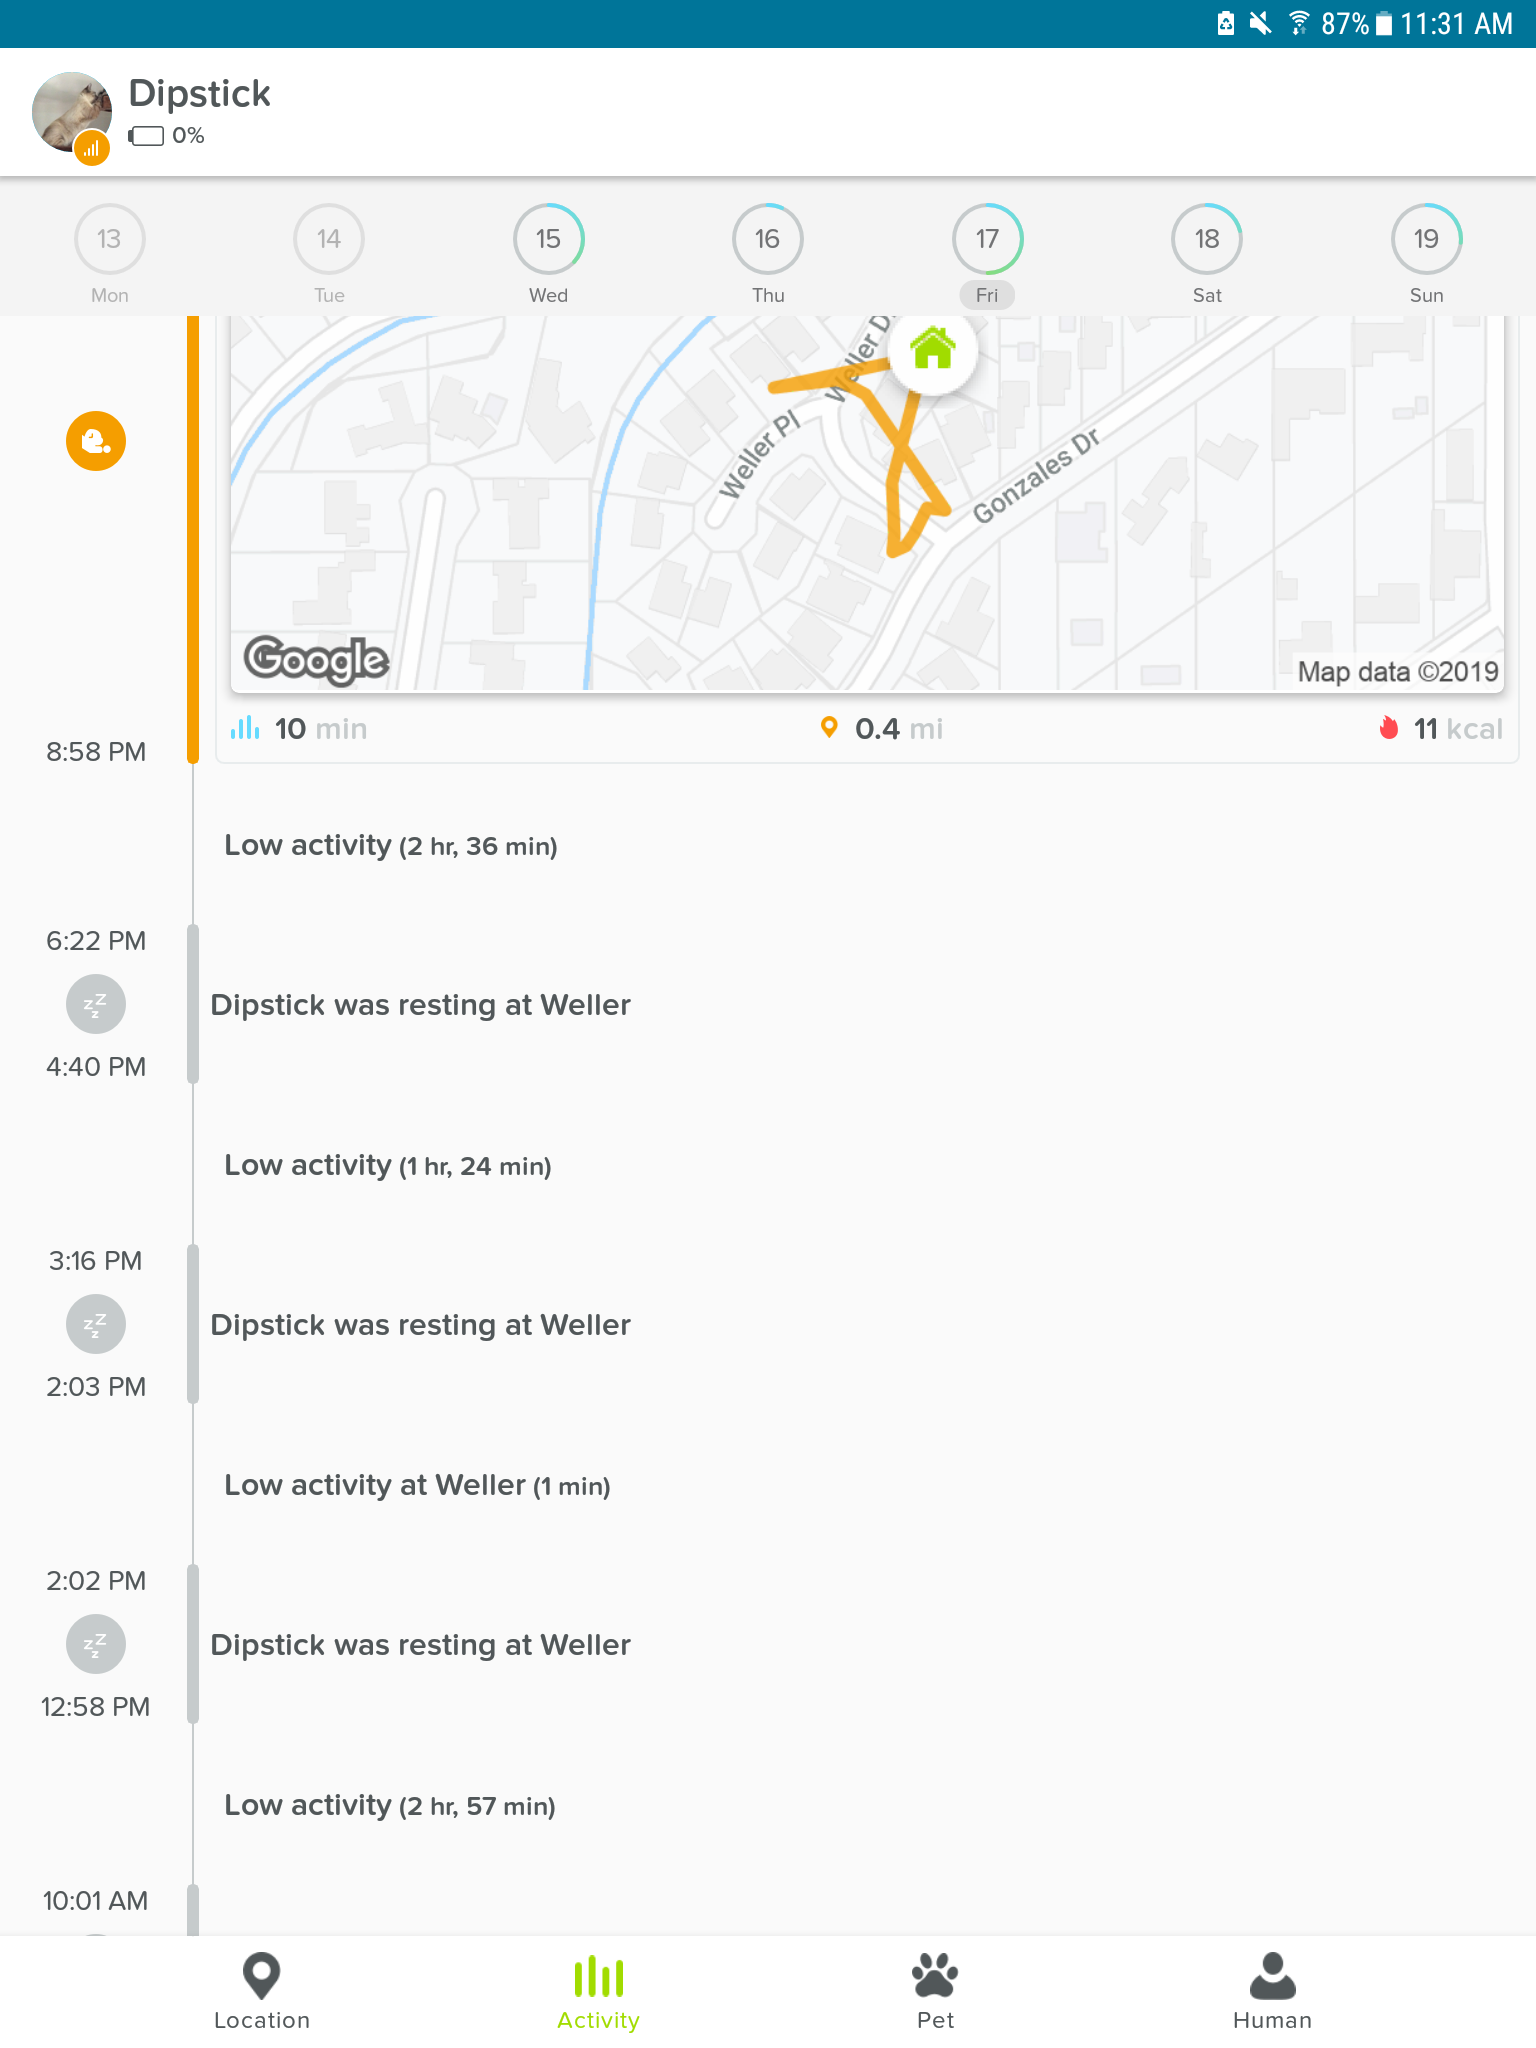 87% 11:31 AM
Dipstick
0%
13 14 15 16 17 18 19
Mon Tue Wed Thu Fri Sat Sun
Weller Dr
Weller Pl
Gonzales Dr
Google
Map data ©2019
10 min 0.4 mi 11 kcal
8:58 PM
Low activity (2 hr, 36 min)
6:22 PM
zzz
Dipstick was resting at Weller
4:40 PM
Low activity (1 hr, 24 min)
3:16 PM
zzz
Dipstick was resting at Weller
2:03 PM
Low activity at Weller (1 min)
2:02 PM
zzz
Dipstick was resting at Weller
12:58 PM
Low activity (2 hr, 57 min)
10:01 AM
Location Activity Pet Human